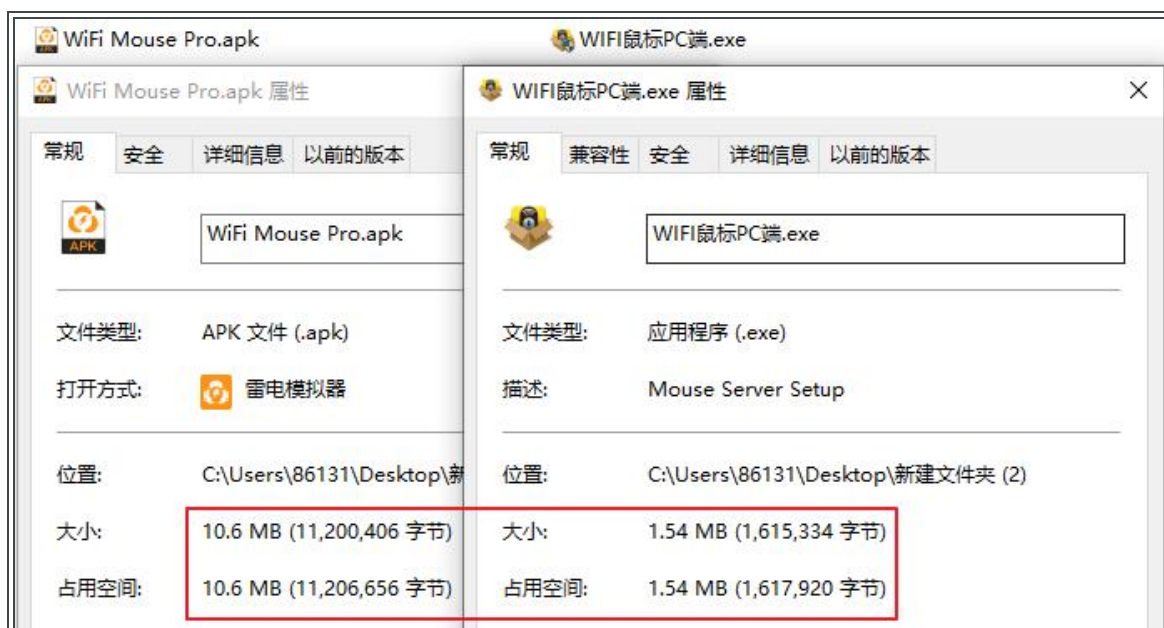 WiFi Mouse Pro.apk
WIFI鼠标PC端.exe
WiFi Mouse Pro.apk 属性
常规
安全
详细信息
以前的版本
APK
WiFi Mouse Pro.apk
文件类型:
APK 文件 (.apk)
打开方式:
雷电模拟器
位置:
C:\Users\86131\Desktop\新
大小:
10.6 MB (11,200,406 字节)
占用空间:
10.6 MB (11,206,656 字节)
WIFI鼠标PC端.exe 属性
常规
兼容性
安全
详细信息
以前的版本
WIFI鼠标PC端.exe
文件类型:
应用程序 (.exe)
描述:
Mouse Server Setup
位置:
C:\Users\86131\Desktop\新建文件夹 (2)
大小:
1.54 MB (1,615,334 字节)
占用空间:
1.54 MB (1,617,920 字节)